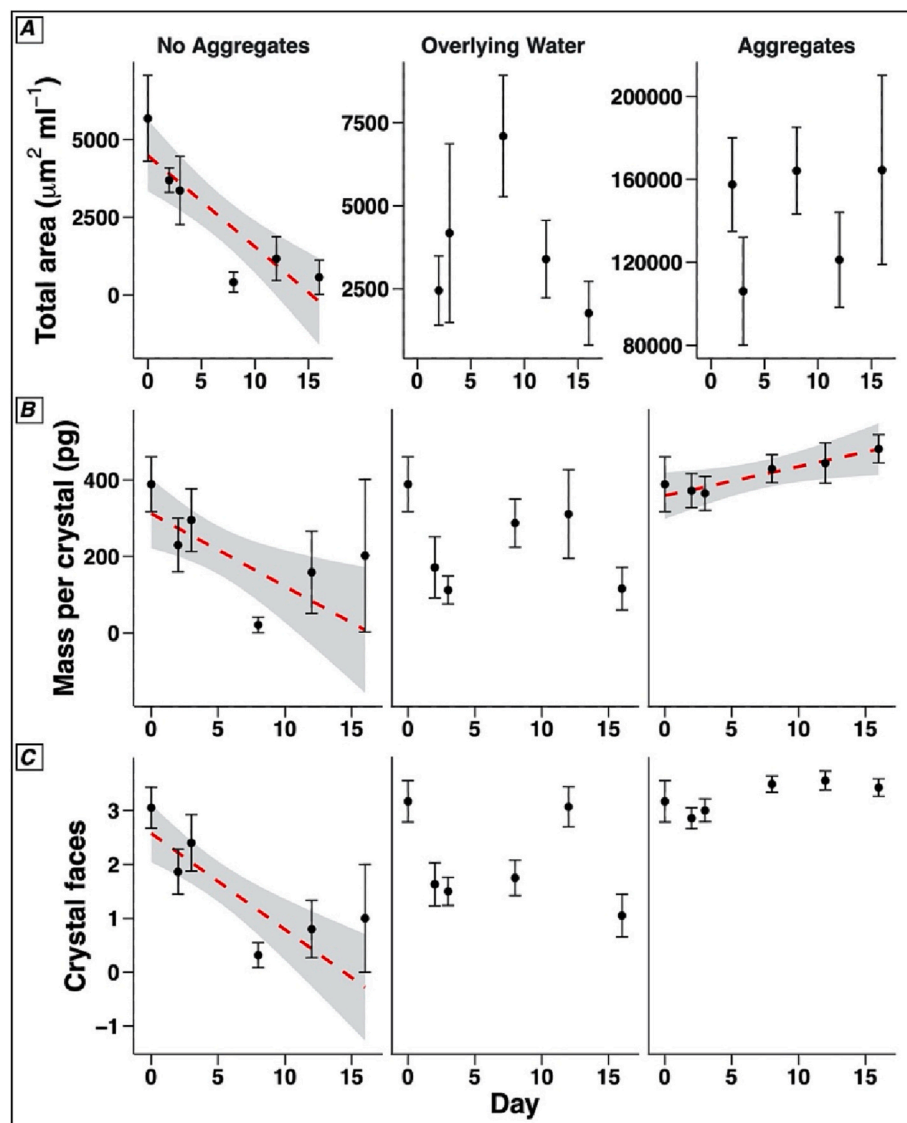 A
No Aggregates Overlying Water Aggregates
Total area (μm² ml⁻¹)
5000
2500
0
7500
5000
2500
200000
160000
120000
80000
0 5 10 15 0 5 10 15 0 5 10 15
B
Mass per crystal (pg)
400
200
0
0 5 10 15 0 5 10 15 0 5 10 15
C
Crystal faces
3
2
1
0
−1
0 5 10 15 0 5 10 15 0 5 10 15
Day